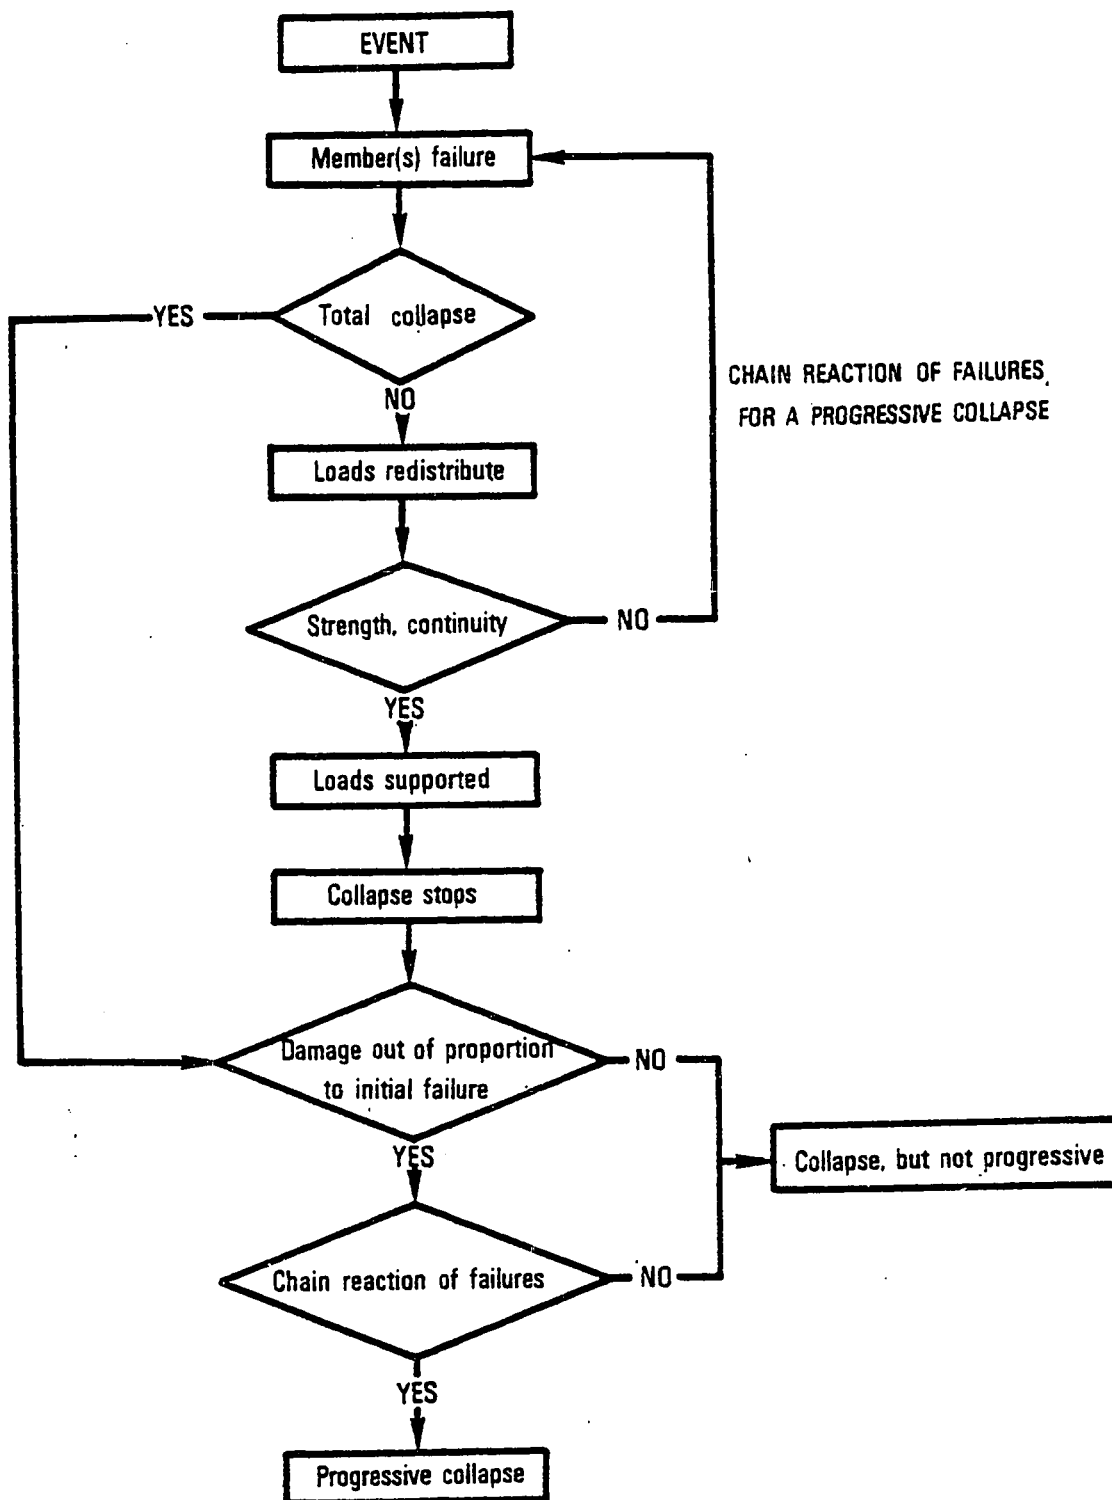 EVENT
Member(s) failure
Total collapse
YES
NO
CHAIN REACTION OF FAILURES
FOR A PROGRESSIVE COLLAPSE
Loads redistribute
Strength, continuity
NO
YES
Loads supported
Collapse stops
Damage out of proportion
to initial failure
NO
YES
Collapse, but not progressive
Chain reaction of failures
NO
YES
Progressive collapse